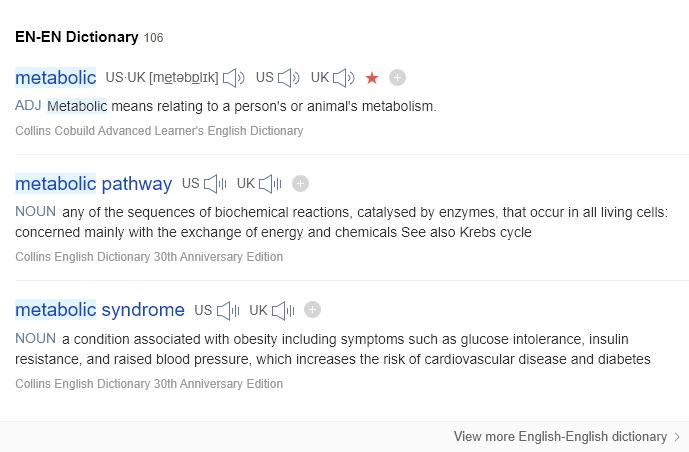 EN-EN Dictionary 106
metabolic US·UK [metəbɒlɪk] US UK
ADJ Metabolic means relating to a person's or animal's metabolism.
Collins Cobuild Advanced Learner's English Dictionary
metabolic pathway US UK
NOUN any of the sequences of biochemical reactions, catalysed by enzymes, that occur in all living cells:
concerned mainly with the exchange of energy and chemicals See also Krebs cycle
Collins English Dictionary 30th Anniversary Edition
metabolic syndrome US UK
NOUN a condition associated with obesity including symptoms such as glucose intolerance, insulin
resistance, and raised blood pressure, which increases the risk of cardiovascular disease and diabetes
Collins English Dictionary 30th Anniversary Edition
View more English-English dictionary